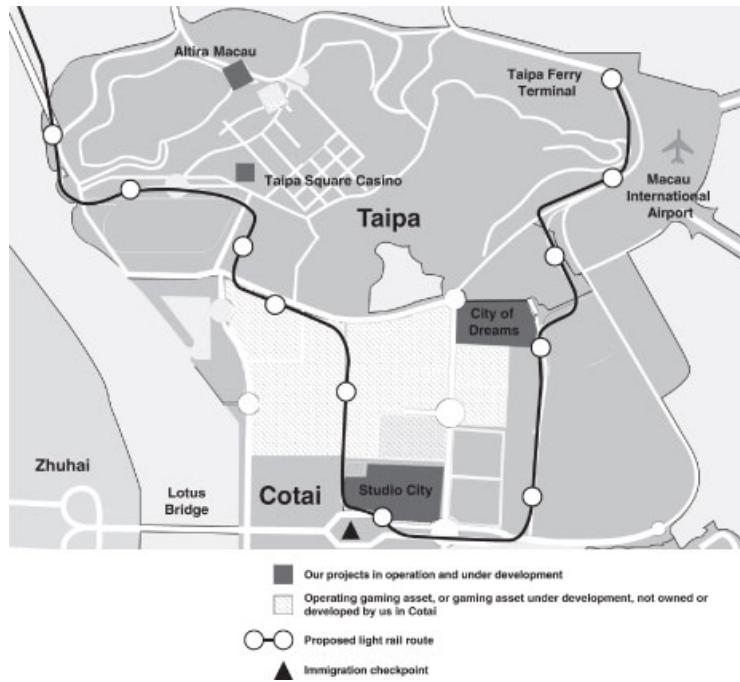 Altira Macau
Taipa Ferry
Terminal
Taipa Square Casino
Macau
International
Airport
Taipa
City of
Dreams
Zhuhai
Lotus
Bridge
Cotai
Studio City
Our projects in operation and under development
Operating gaming asset, or gaming asset under development, not owned or
developed by us in Cotai
Proposed light rail route
Immigration checkpoint